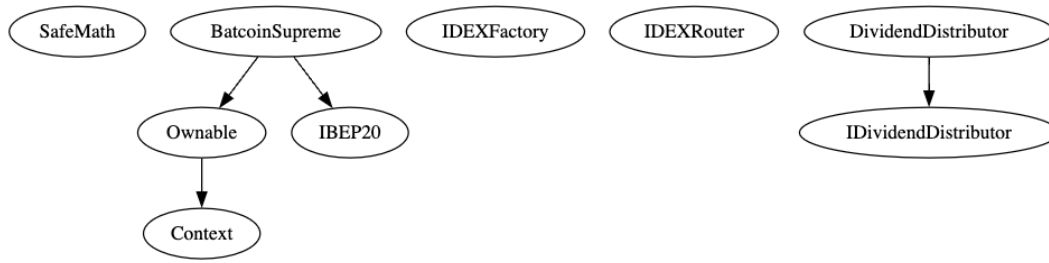 SafeMath
BatcoinSupreme
IDEXFactory
IDEXRouter
DividendDistributor
Ownable
IBEP20
IDividendDistributor
Context